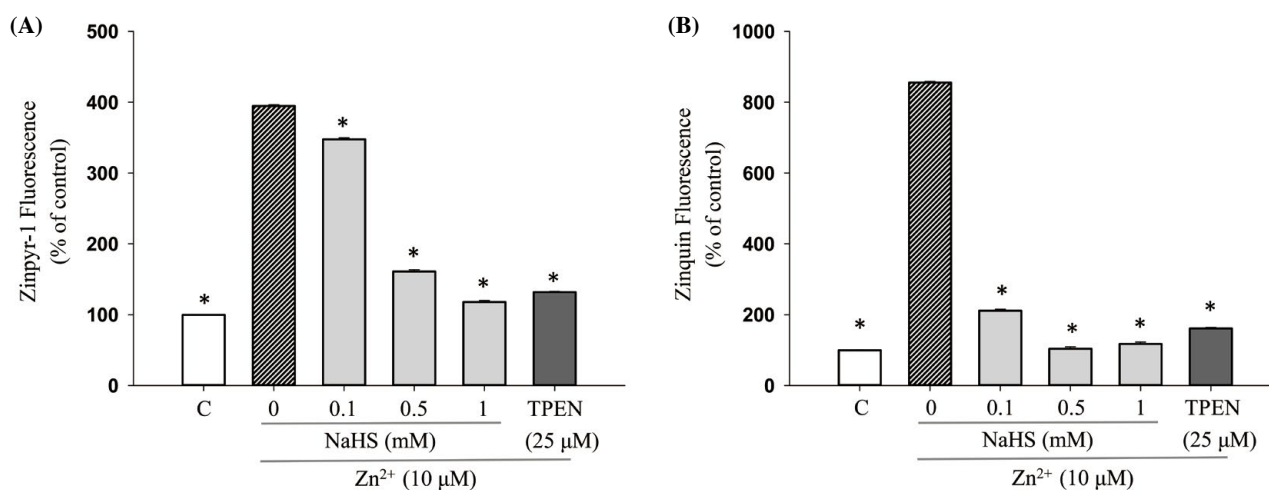 (A)
500
400
300
200
100
0
Zinpyr-1 Fluorescence
(% of control)
*
*
*
*
*
C
0
0.1
0.5
1
TPEN
NaHS (mM)
(25 μM)
Zn²⁺ (10 μM)
(B)
1000
800
600
400
200
0
Zinquin Fluorescence
(% of control)
*
*
*
*
*
C
0
0.1
0.5
1
TPEN
NaHS (mM)
(25 μM)
Zn²⁺ (10 μM)